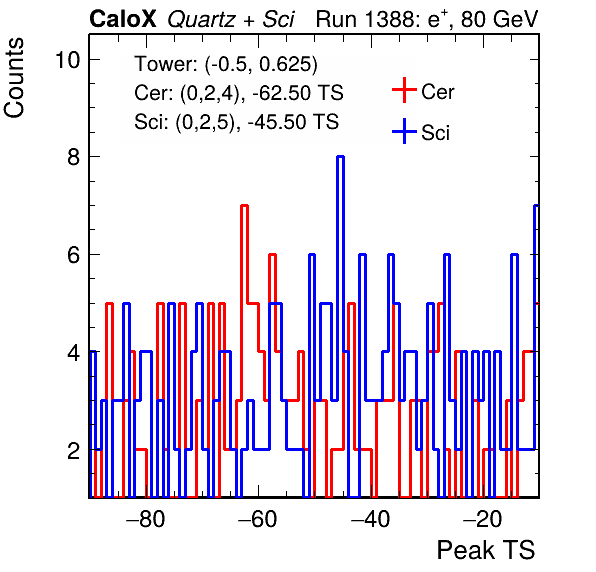 CaloX Quartz + Sci Run 1388: e+, 80 GeV
Counts
Tower: (-0.5, 0.625)
Cer: (0,2,4), -62.50 TS
Sci: (0,2,5), -45.50 TS
Cer
Sci
10
8
6
4
2
−80 −60 −40 −20
Peak TS